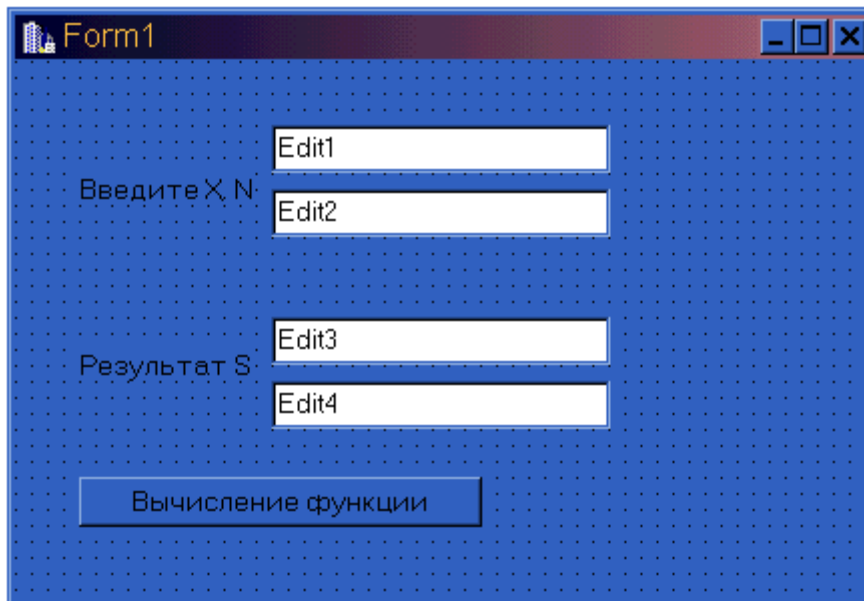 Form1
Edit1
Введите X, N
Edit2
Edit3
Результат S
Edit4
Вычисление функции